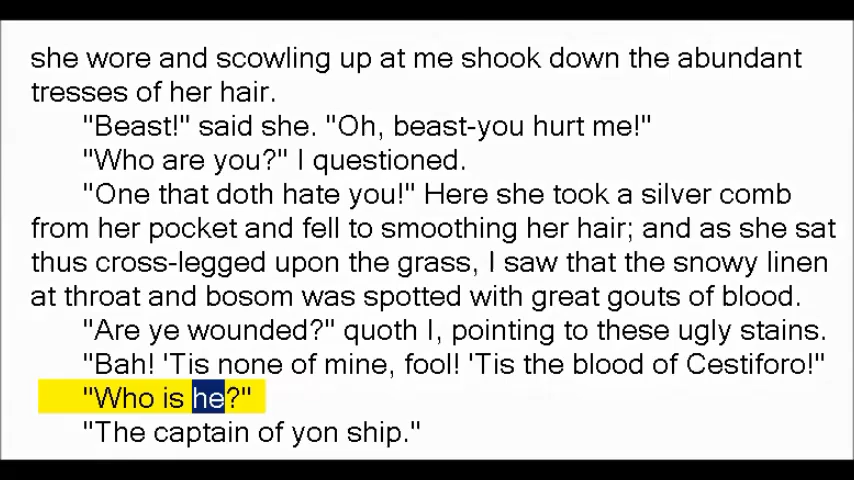 she wore and scowling up at me shook down the abundant
tresses of her hair.
"Beast!" said she. "Oh, beast-you hurt me!"
"Who are you?" I questioned.
"One that doth hate you!" Here she took a silver comb
from her pocket and fell to smoothing her hair; and as she sat
thus cross-legged upon the grass, I saw that the snowy linen
at throat and bosom was spotted with great gouts of blood.
"Are ye wounded?" quoth I, pointing to these ugly stains.
"Bah! 'Tis none of mine, fool! 'Tis the blood of Cestiforo!"
"Who is he?"
"The captain of yon ship."